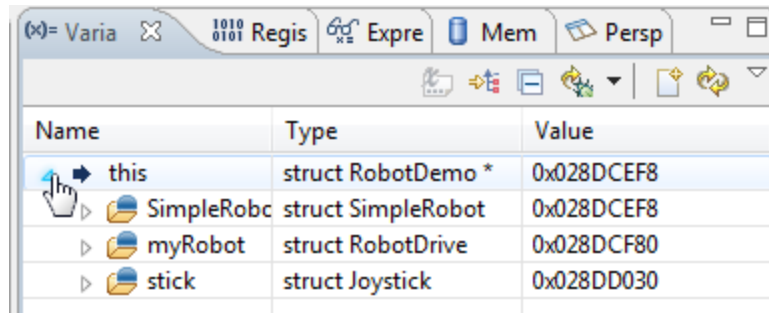 (x)= Varia 1010 0101 Regis Expre Mem Persp
Name Type Value
this struct RobotDemo * 0x028DCEF8
SimpleRobo struct SimpleRobot 0x028DCEF8
myRobot struct RobotDrive 0x028DCF80
stick struct Joystick 0x028DD030